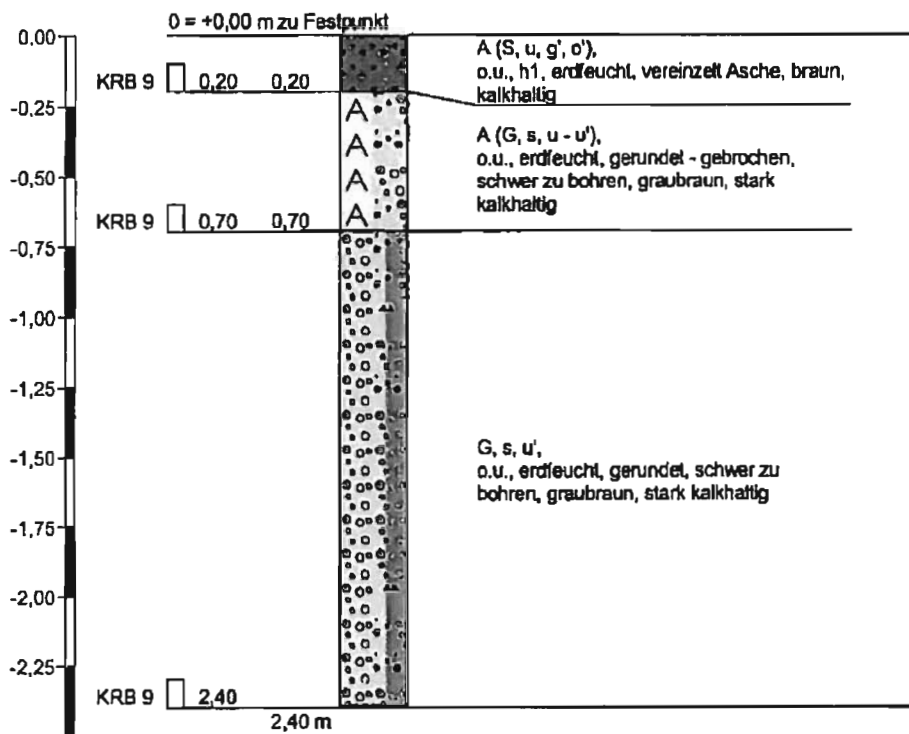 0 = +0,00 m zu Festpunkt
0,00
A (S, u, g', o'),
o.u., h1, erdfeucht, vereinzelt Asche, braun,
kalkhaltig
KRB 9 0,20 0,20
-0,25
A
A (G, s, u - u'),
o.u., erdfeucht, gerundet - gebrochen,
schwer zu bohren, graubraun, stark
kalkhaltig
A
-0,50
A
A
KRB 9 0,70 0,70
-0,75
-1,00
-1,25
G, s, u',
o.u., erdfeucht, gerundet, schwer zu
bohren, graubraun, stark kalkhaltig
-1,50
-1,75
-2,00
-2,25
KRB 9 2,40
2,40 m